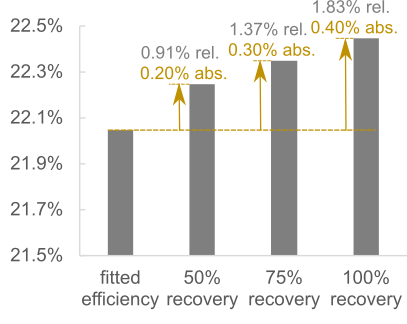 1.83% rel.
22.5%
1.37% rel.
0.40% abs.
0.91% rel.
0.30% abs.
22.3%
0.20% abs.
22.1%
21.9%
21.7%
21.5%
fitted 50% 75% 100%
efficiency recovery recovery recovery